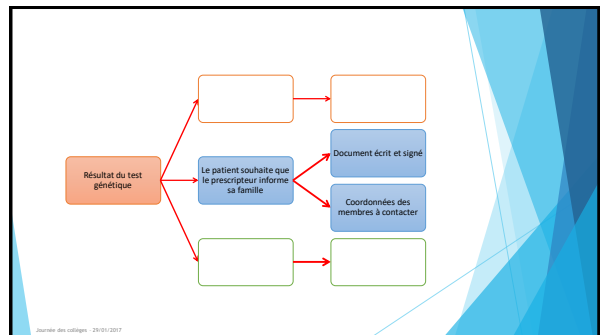 Document écrit et signé
Résultat du test
génétique
Le patient souhaite que
le prescripteur informe
sa famille
Coordonnées des
membres à contacter
Journée des collèges - 29/01/2017